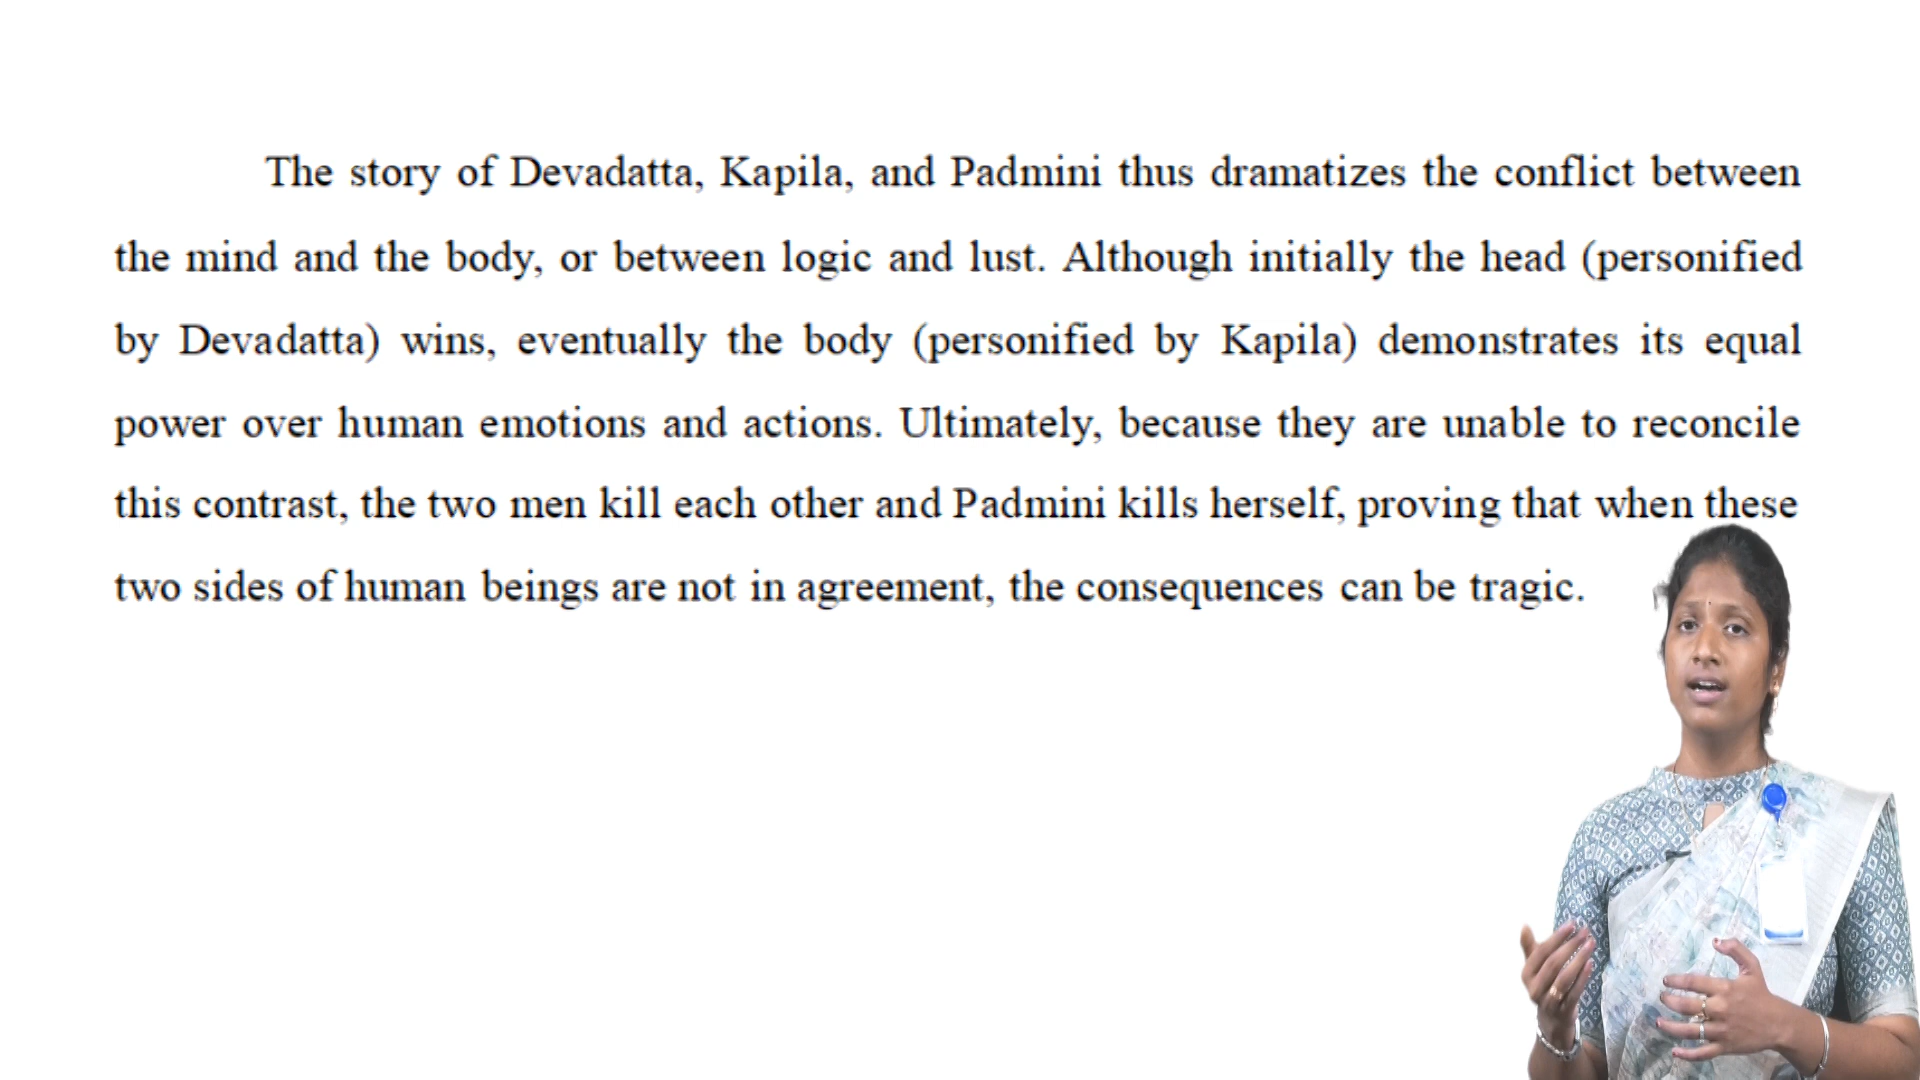 The story of Devadatta, Kapila, and Padmini thus dramatizes the conflict between
the mind and the body, or between logic and lust. Although initially the head (personified
by Devadatta) wins, eventually the body (personified by Kapila) demonstrates its equal
power over human emotions and actions. Ultimately, because they are unable to reconcile
this contrast, the two men kill each other and Padmini kills herself, proving that when these
two sides of human beings are not in agreement, the consequences can be tragic.